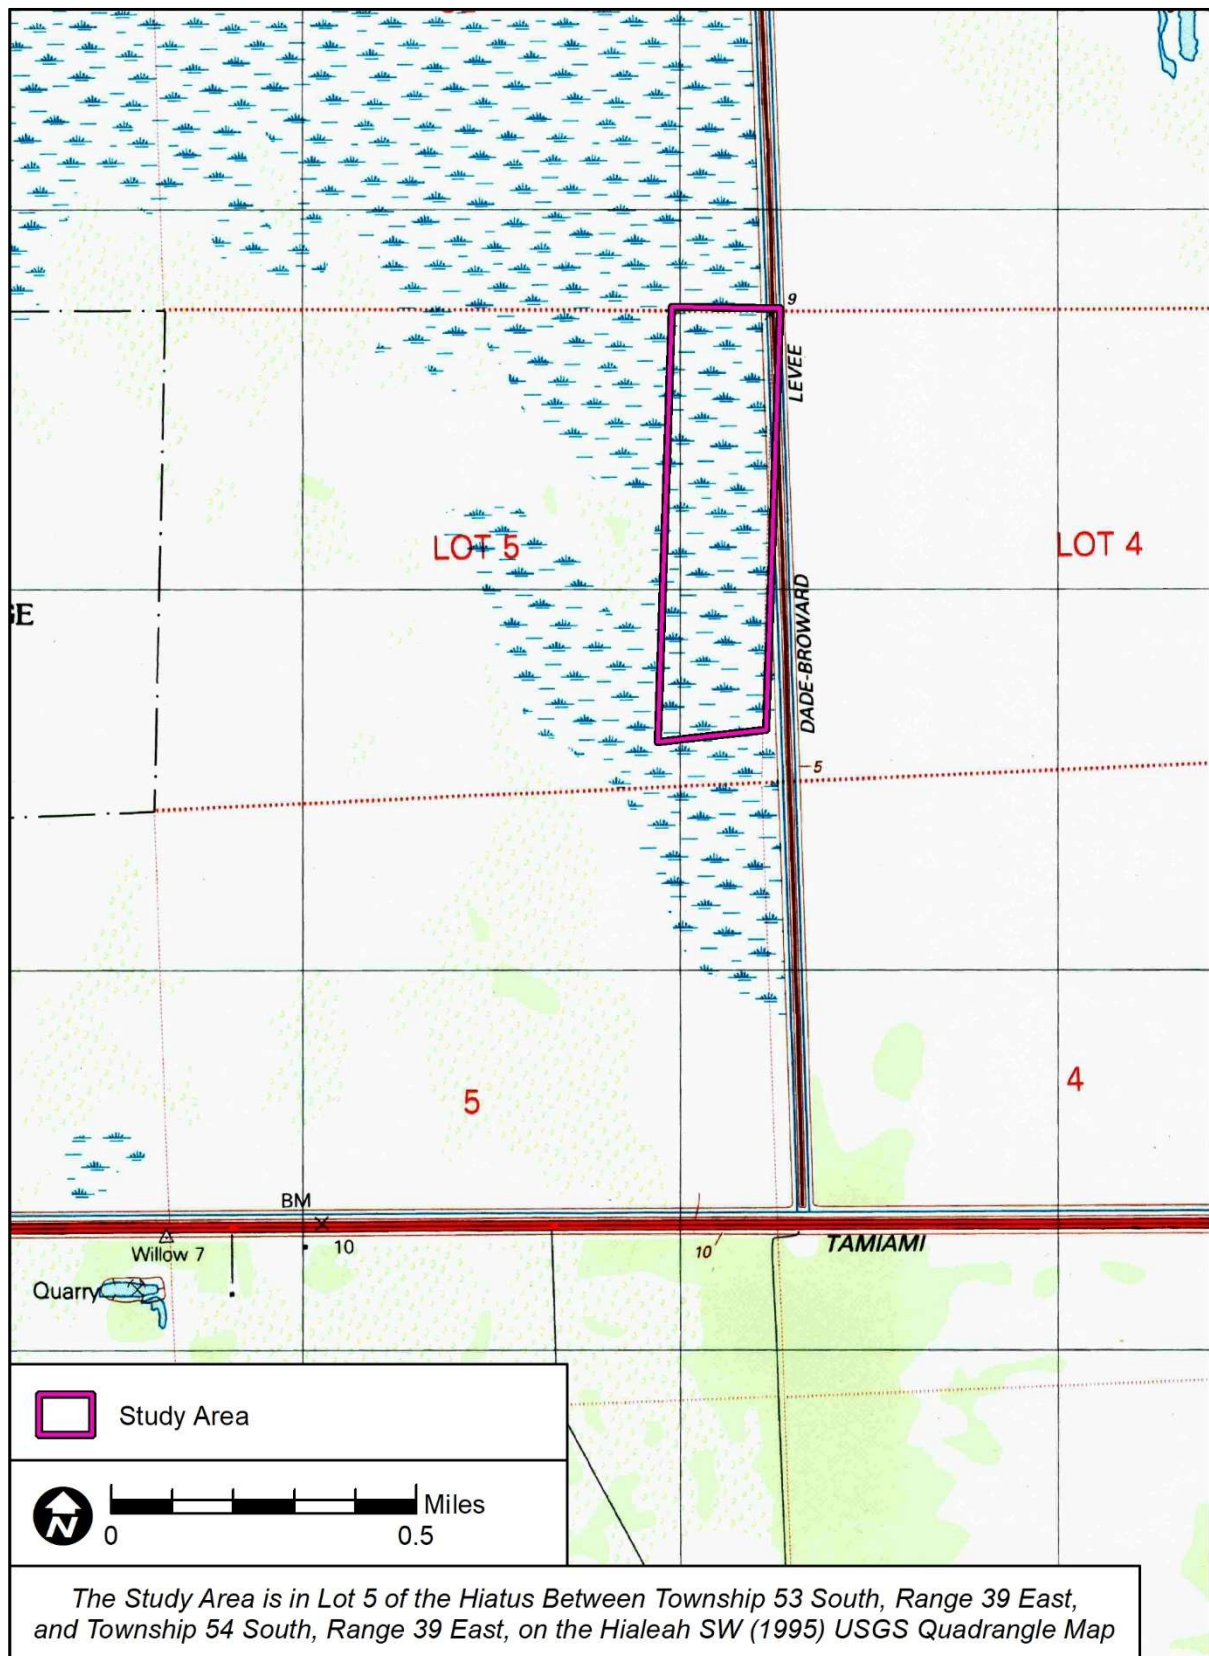 9
LEVEE
LOT 5
LOT 4
GE
DADE-BROWARD
5
5
4
BM
Willow 7
10
10
TAMIAMI
Quarry
Study Area
N
Miles
0
0.5
The Study Area is in Lot 5 of the Hiatus Between Township 53 South, Range 39 East,
and Township 54 South, Range 39 East, on the Hialeah SW (1995) USGS Quadrangle Map